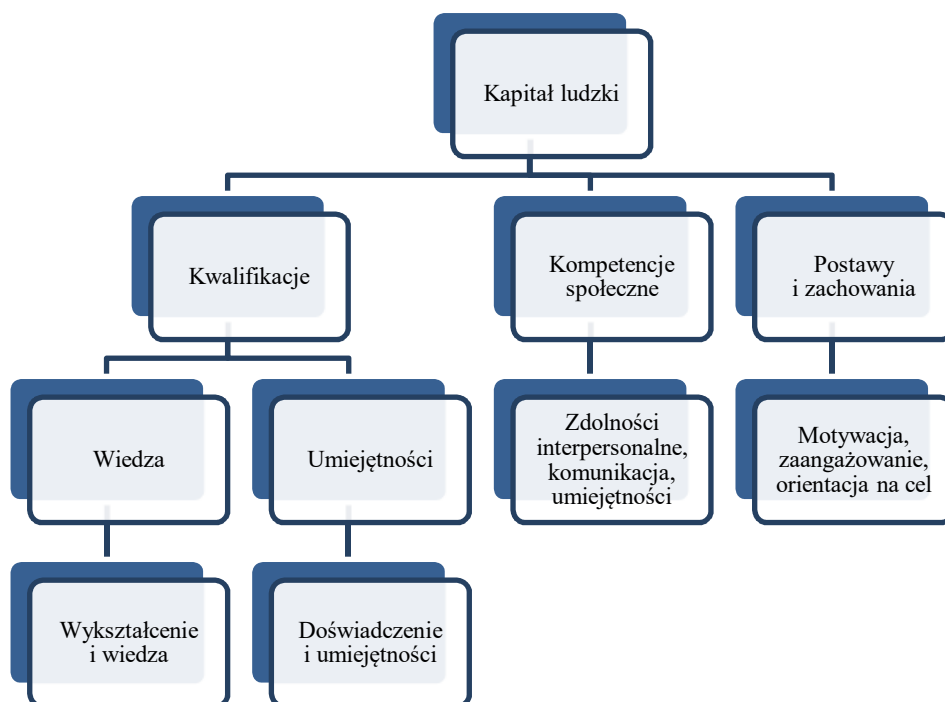 Kapitał ludzki
Kwalifikacje
Kompetencje
społeczne
Postawy
i zachowania
Wiedza
Umiejętności
Zdolności
interpersonalne,
komunikacja,
umiejętności
Motywacja,
zaangażowanie,
orientacja na cel
Wykształcenie
i wiedza
Doświadczenie
i umiejętności